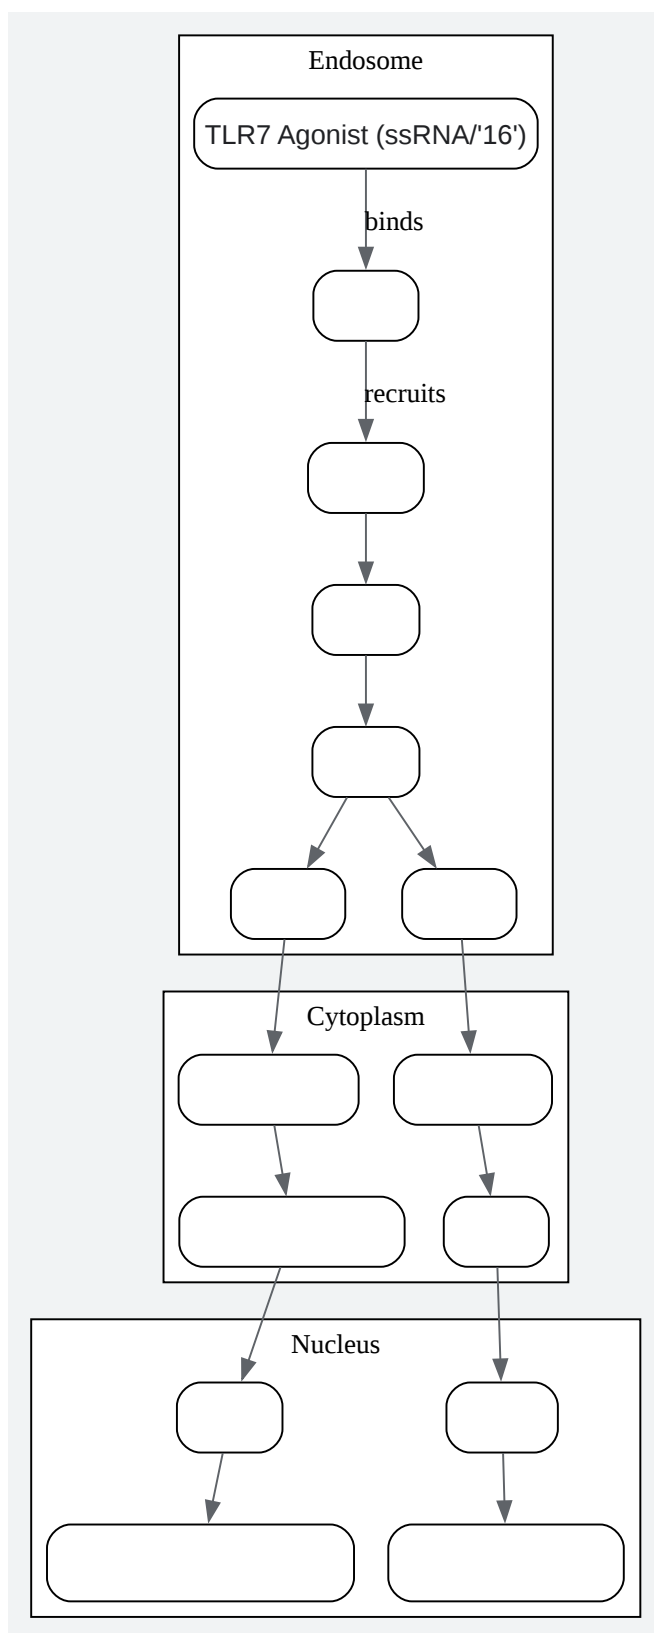 Endosome
TLR7 Agonist (ssRNA/'16')
binds
recruits
Cytoplasm
Nucleus